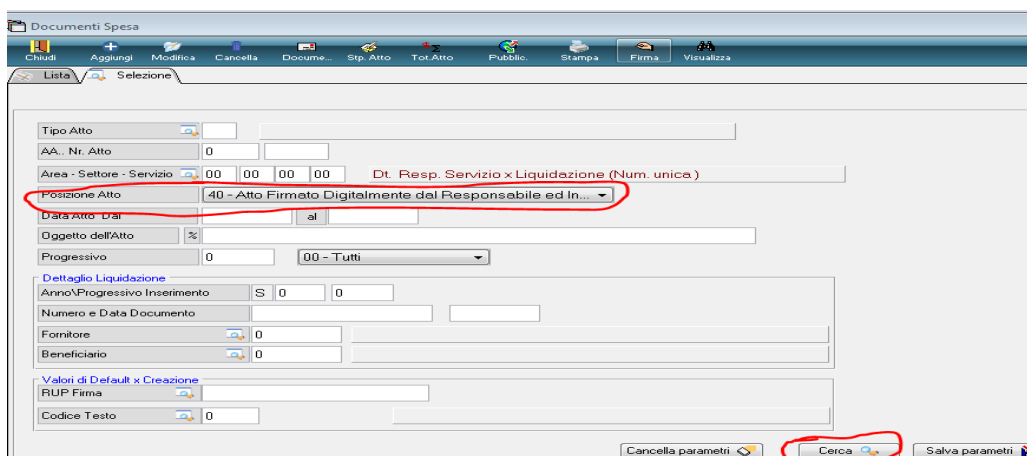 Documenti Spesa
Chiudi Aggiungi Modifica Cancella Docume... Stp. Atto Tot.Atto Pubblic. Stampa Firma Visualizza
Lista Selezione
Tipo Atto
AA.. Nr. Atto 0
Area - Settore - Servizio 00 00 00 00 Dt. Resp. Servizio x Liquidazione (Num. unica )
Posizione Atto 40 - Atto Firmato Digitalmente dal Responsabile ed In...
Data Atto Dal al
Oggetto dell'Atto %
Progressivo 0 00 - Tutti
Dettaglio Liquidazione
Anno\Progressivo Inserimento S 0 0
Numero e Data Documento
Fornitore 0
Beneficiario 0
Valori di Default x Creazione
RUP Firma
Codice Testo 0
Cancella parametri Cerca Salva parametri